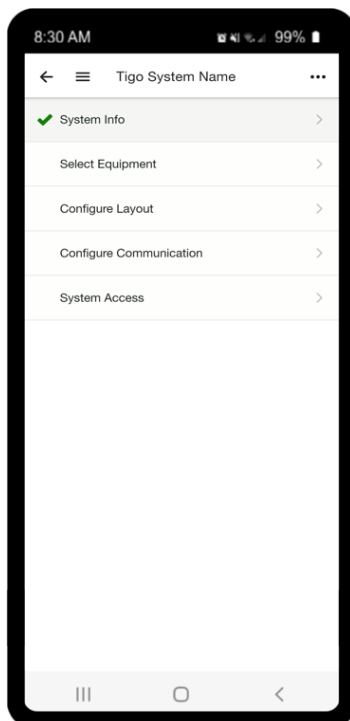 8:30 AM 99%
Tigo System Name
System Info
Select Equipment
Configure Layout
Configure Communication
System Access